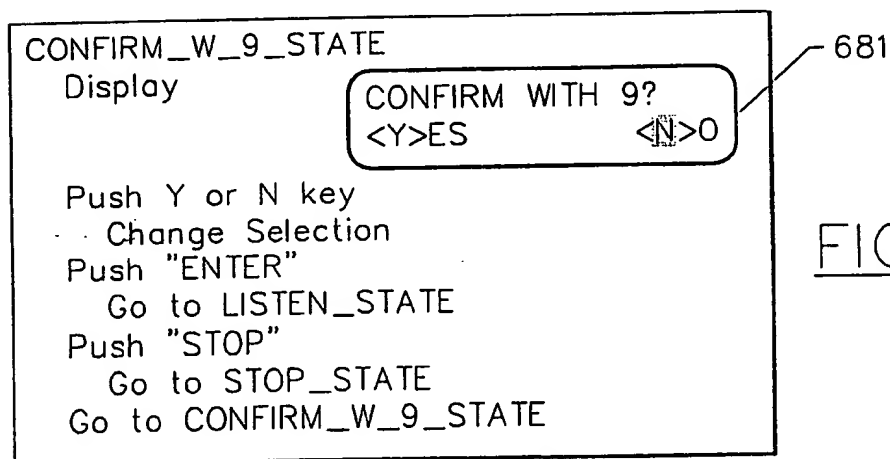 CONFIRM_W_9_STATE
Display
CONFIRM WITH 9?
<Y>ES <N>O
681
Push Y or N key
Change Selection
Push "ENTER"
Go to LISTEN_STATE
Push "STOP"
Go to STOP_STATE
Go to CONFIRM_W_9_STATE